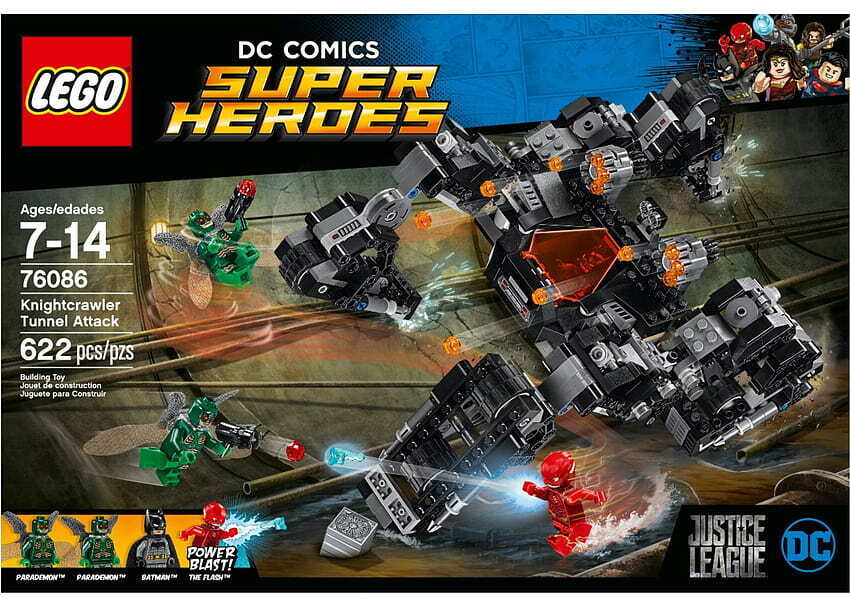 LEGO
DC COMICS
SUPER
HEROES
Ages/edades
7-14
76086
Knightcrawler
Tunnel Attack
622 pcs/pzs
Building Toy
Jouet de construction
Juguete para Construir
POWER
BLAST!
PARADEMON™ PARADEMON™ BATMAN™ THE FLASH™
JUSTICE
LEAGUE
DC